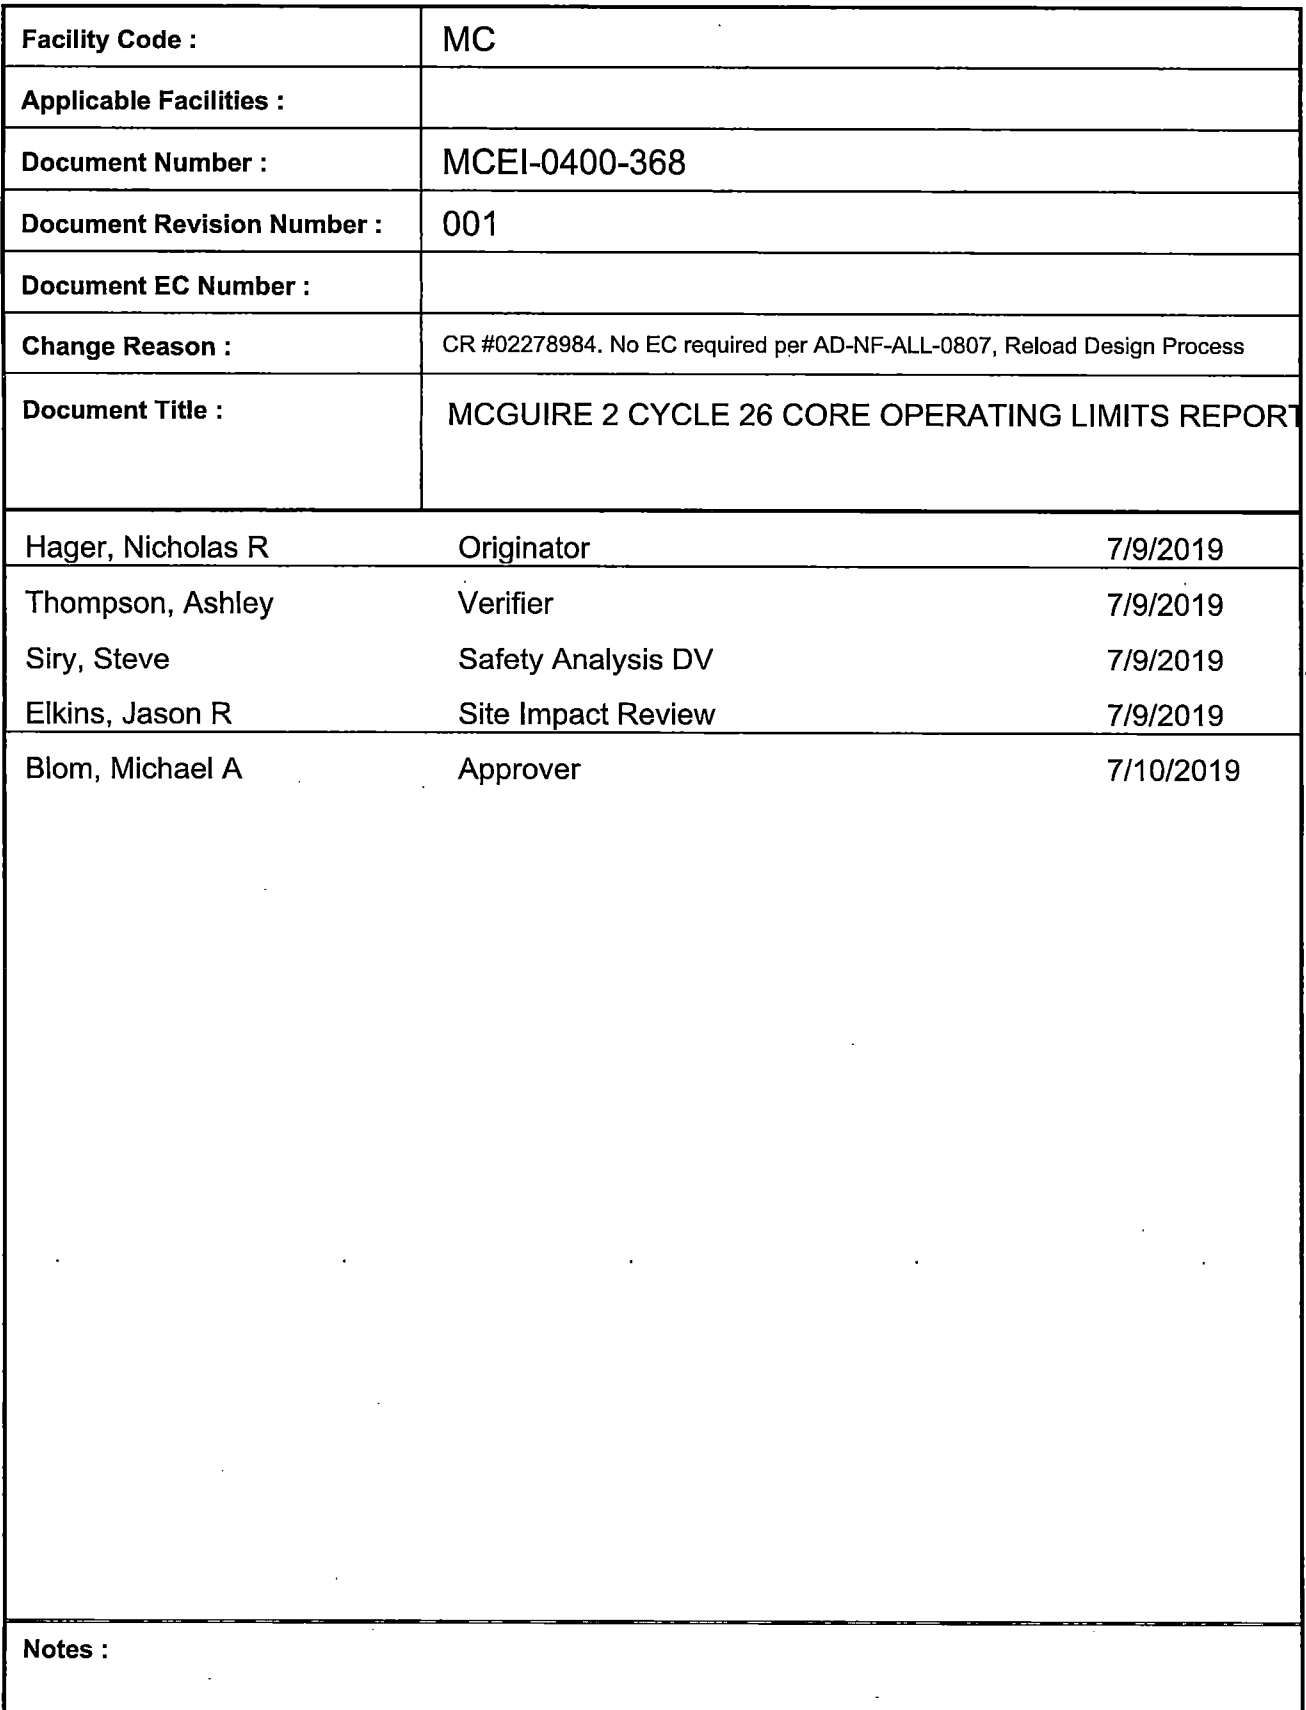 Facility Code : MC
Applicable Facilities :
Document Number : MCEI-0400-368
Document Revision Number : 001
Document EC Number :
Change Reason : CR #02278984. No EC required per AD-NF-ALL-0807, Reload Design Process
Document Title : MCGUIRE 2 CYCLE 26 CORE OPERATING LIMITS REPORT
Hager, Nicholas R Originator 7/9/2019
Thompson, Ashley Verifier 7/9/2019
Siry, Steve Safety Analysis DV 7/9/2019
Elkins, Jason R Site Impact Review 7/9/2019
Blom, Michael A Approver 7/10/2019
Notes :